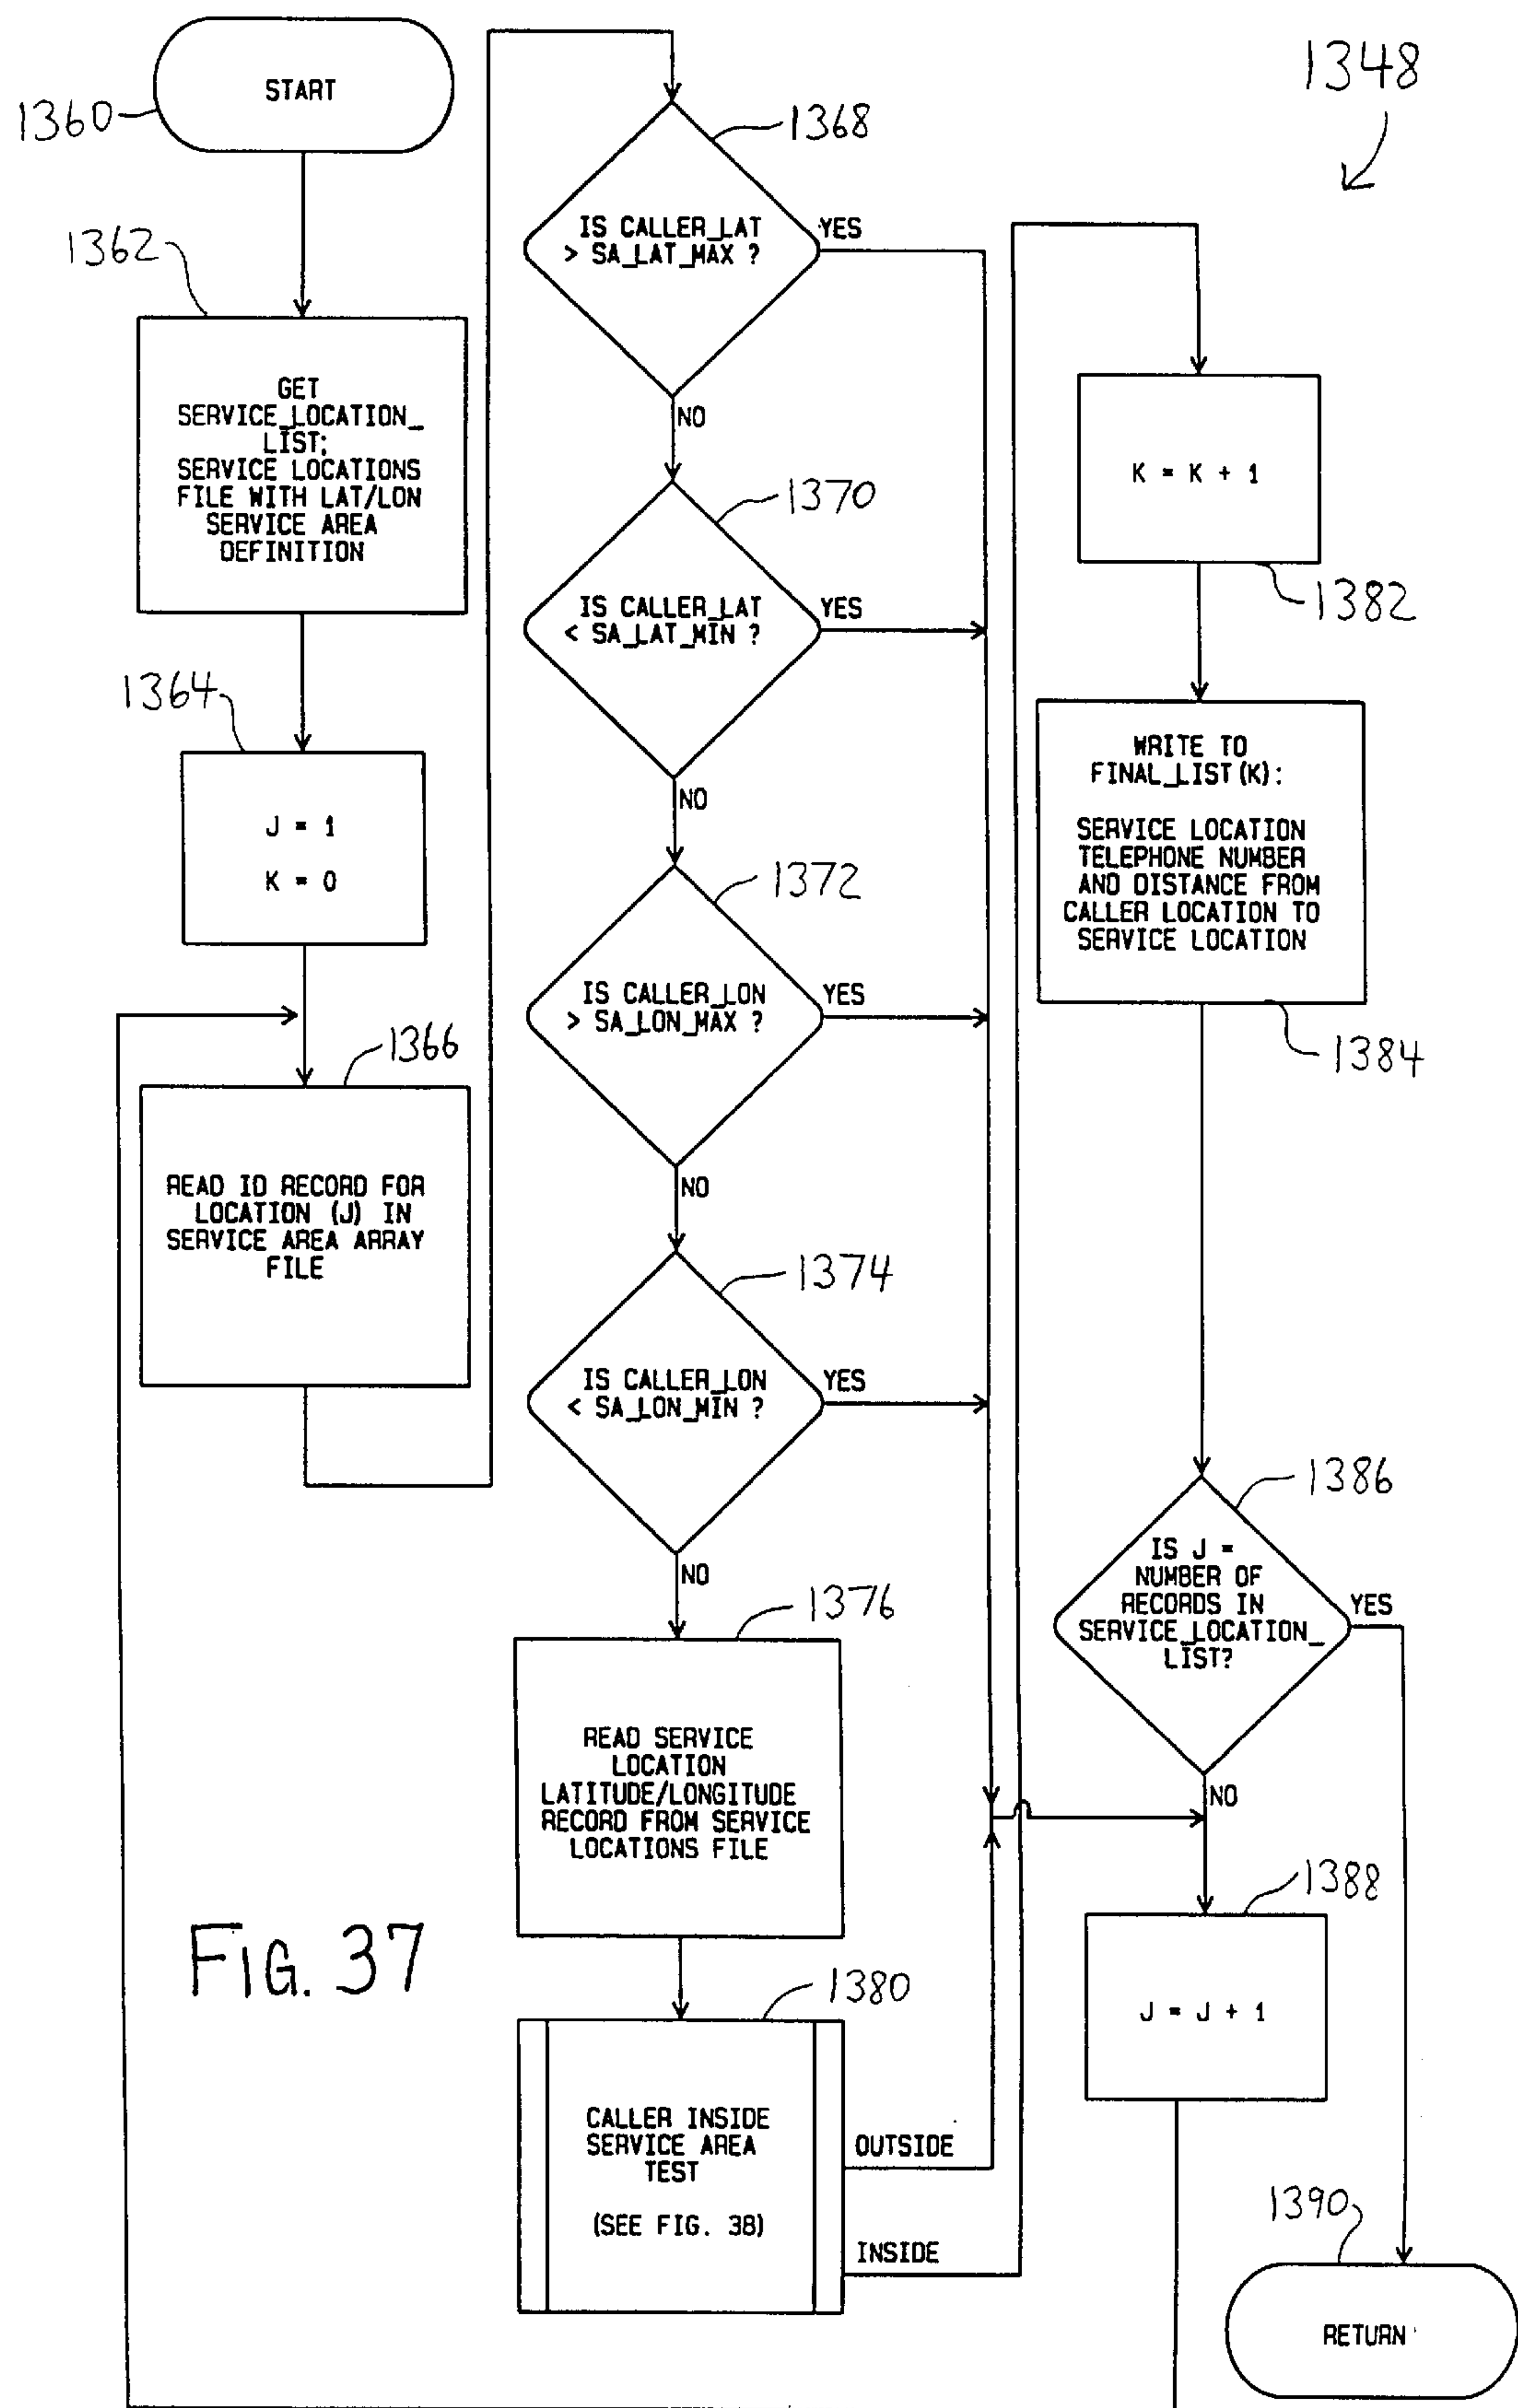 START
1360
1362
GET
SERVICE_LOCATION_
LIST;
SERVICE LOCATIONS
FILE WITH LAT/LON
SERVICE AREA
DEFINITION
1364
J = 1
K = 0
1366
READ ID RECORD FOR
LOCATION (J) IN
SERVICE AREA ARRAY
FILE
1368
IS CALLER_LAT
> SA_LAT_MAX ?
YES
NO
1370
IS CALLER_LAT
< SA_LAT_MIN ?
YES
NO
1372
IS CALLER_LON
> SA_LON_MAX ?
YES
NO
1374
IS CALLER_LON
< SA_LON_MIN ?
YES
NO
1376
READ SERVICE
LOCATION
LATITUDE/LONGITUDE
RECORD FROM SERVICE
LOCATIONS FILE
1380
CALLER INSIDE
SERVICE AREA
TEST
(SEE FIG. 38)
OUTSIDE
INSIDE
1348
K = K + 1
1382
WRITE TO
FINAL_LIST(K):
SERVICE LOCATION
TELEPHONE NUMBER
AND DISTANCE FROM
CALLER LOCATION TO
SERVICE LOCATION
1384
1386
IS J =
NUMBER OF
RECORDS IN
SERVICE_LOCATION_
LIST?
YES
NO
1388
J = J + 1
1390
RETURN
FIG. 37